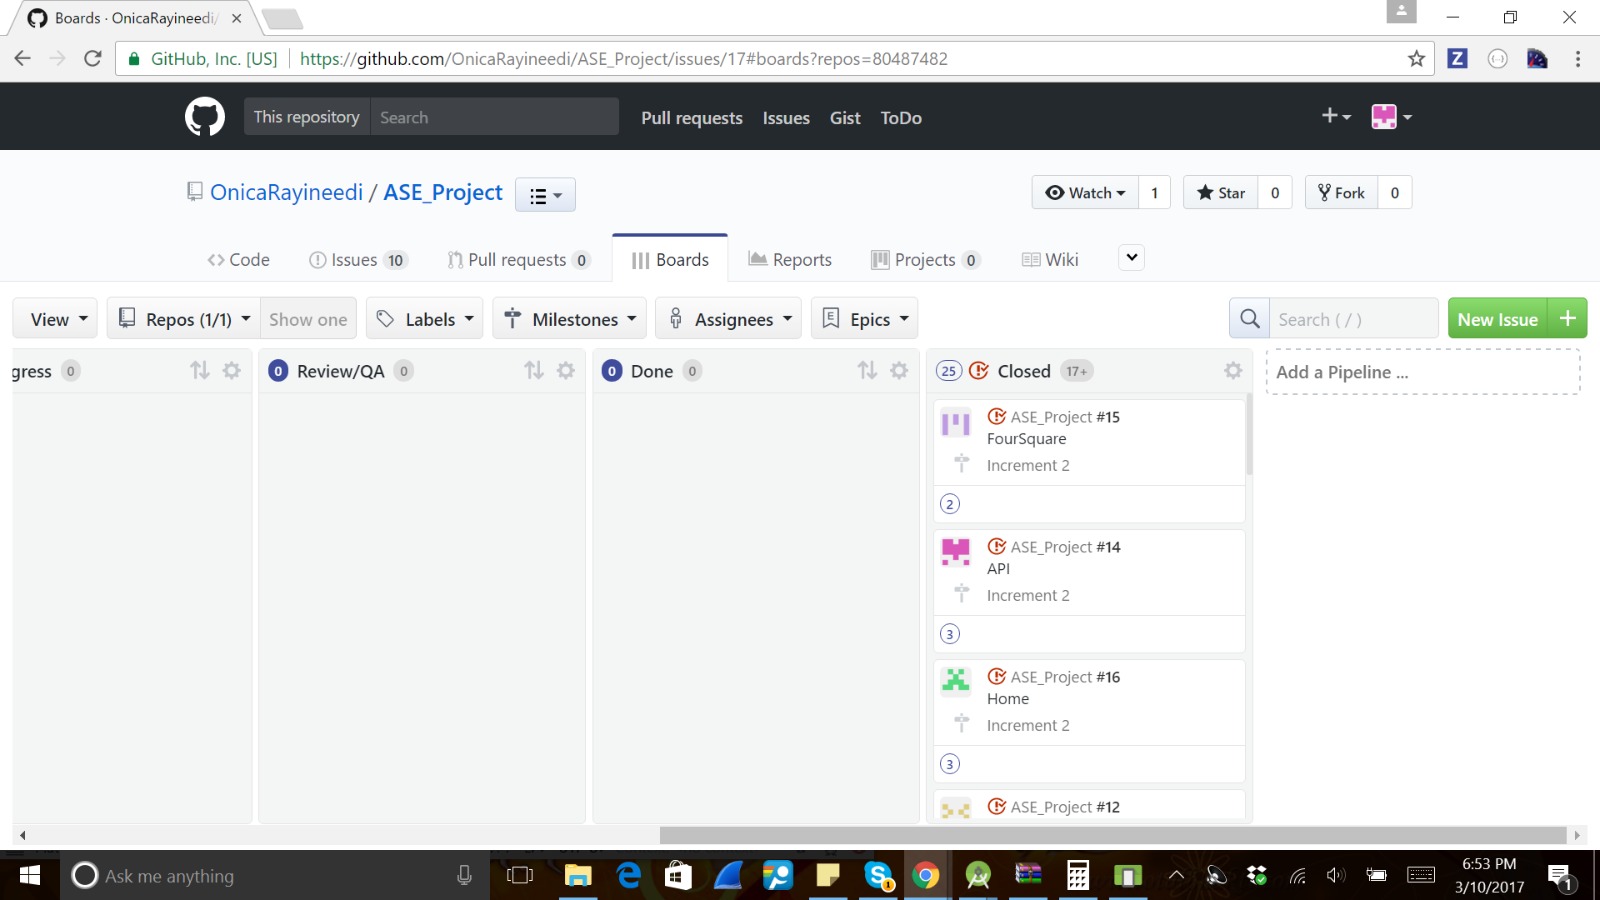 Boards · OnicaRayineedi/
GitHub, Inc. [US]
https://github.com/OnicaRayineedi/ASE_Project/issues/17#boards?repos=80487482
Z
This repository
Search
Pull requests
Issues
Gist
ToDo
OnicaRayineedi / ASE_Project
Watch
1
Star
0
Fork
0
Code
Issues 10
Pull requests 0
Boards
Reports
Projects 0
Wiki
View
Repos (1/1)
Show one
Labels
Milestones
Assignees
E
Epics
Search ( / )
New Issue +
gress 0
0 Review/QA 0
0 Done 0
25 Closed 17+
Add a Pipeline ...
ASE_Project #15
FourSquare
Increment 2
2
ASE_Project #14
API
Increment 2
3
ASE_Project #16
Home
Increment 2
3
ASE_Project #12
Ask me anything
1
6:53 PM
3/10/2017
1